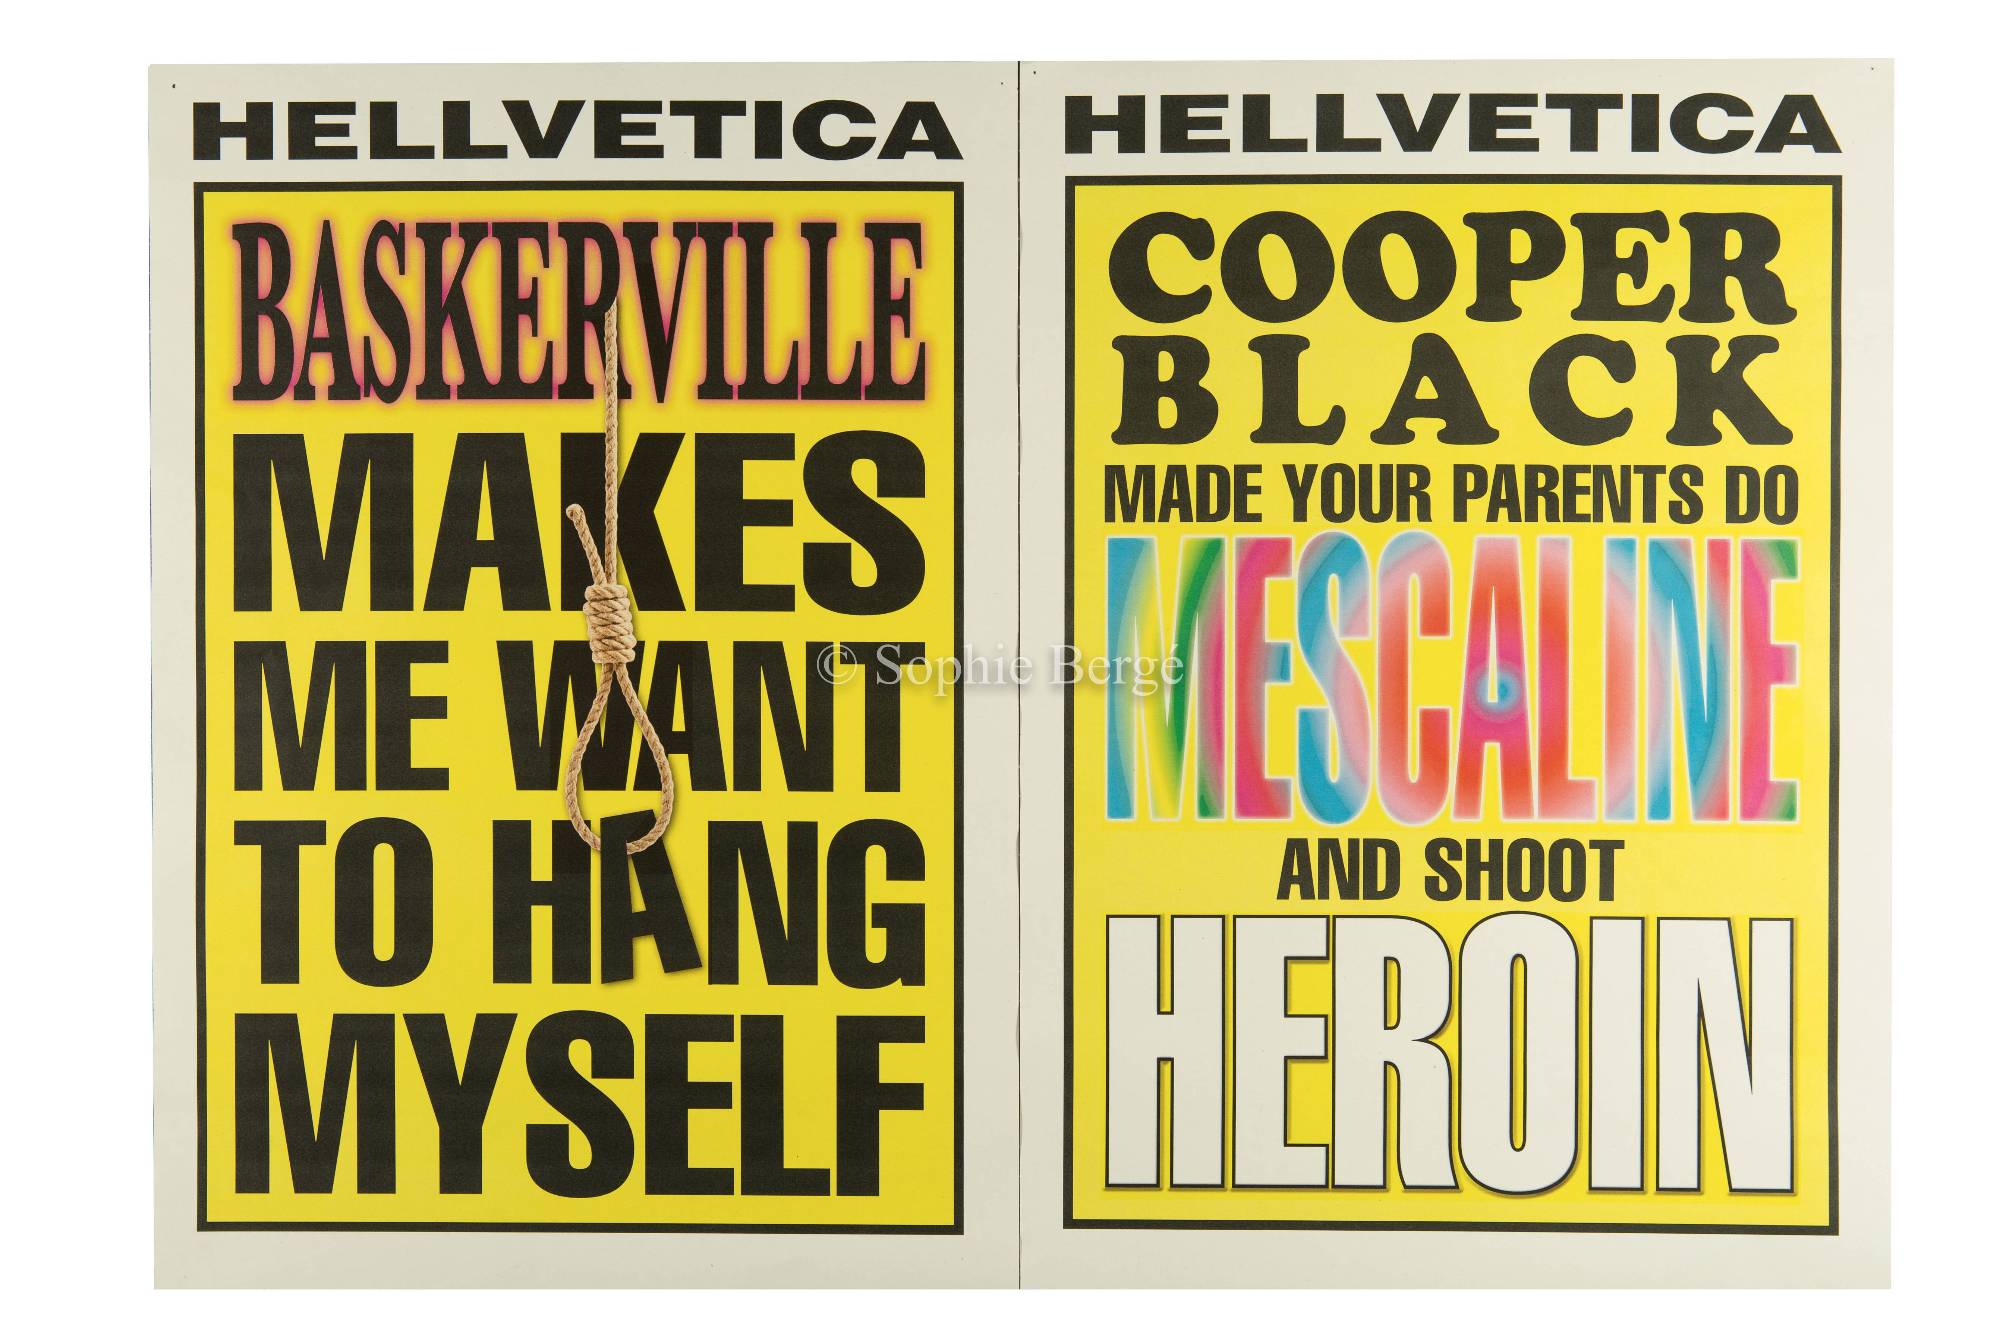 HELLVETICA
BASKERVILLE
MAKES
ME WANT
TO HANG
MYSELF
HELLVETICA
COOPER
BLACK
MADE YOUR PARENTS DO
MESCALINE
AND SHOOT
HEROIN
© Sophie Bergé